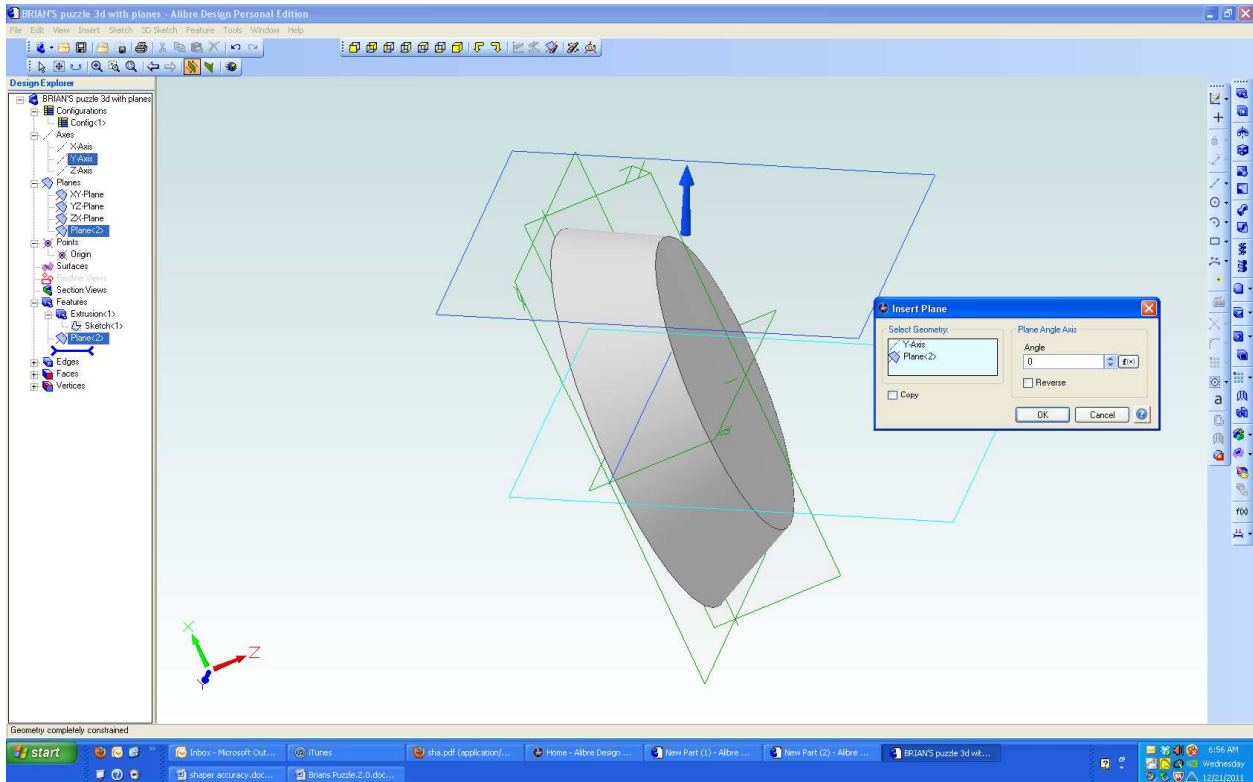 BRIAN'S puzzle 3d with planes - Alibre Design Personal Edition
File Edit View Insert Sketch 3D Sketch Feature Tools Window Help
Design Explorer
BRIAN'S puzzle 3d with planes
Configurations
Config<1>
Axes
X-Axis
Y-Axis
Z-Axis
Planes
XY-Plane
YZ-Plane
ZX-Plane
Plane<2>
Points
Origin
Surfaces
Redline Views
Section Views
Features
Extrusion<1>
Sketch<1>
Plane<2>
Edges
Faces
Vertices
Insert Plane
Select Geometry:
Y-Axis
Plane<2>
Copy
Plane Angle Axis
Angle
0
f(x)
Reverse
OK Cancel
a
f(x)
X
Z
Y
Geometry completely constrained
start
Inbox - Microsoft Out...
iTunes
sha.pdf (application/...
Home - Alibre Design ...
New Part (1) - Alibre ...
New Part (2) - Alibre ...
BRIAN'S puzzle 3d wit...
6:56 AM
shaper accuracy.doc...
Brians Puzzle.2.0.doc...
Wednesday
12/21/2011